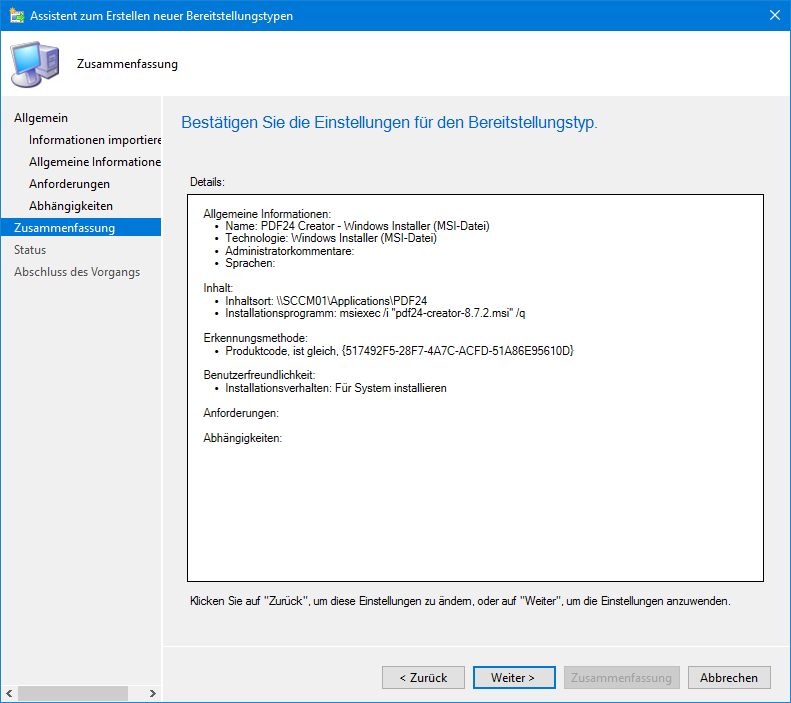 Assistent zum Erstellen neuer Bereitstellungstypen
Zusammenfassung
Allgemein
Informationen importiere
Allgemeine Informatione
Anforderungen
Abhängigkeiten
Zusammenfassung
Status
Abschluss des Vorgangs
Bestätigen Sie die Einstellungen für den Bereitstellungstyp.
Details:
Allgemeine Informationen:
• Name: PDF24 Creator - Windows Installer (MSI-Datei)
• Technologie: Windows Installer (MSI-Datei)
• Administratorkommentare:
• Sprachen:
Inhalt:
• Inhaltsort: \\SCCM01\Applications\PDF24
• Installationsprogramm: msiexec /i "pdf24-creator-8.7.2.msi" /q
Erkennungsmethode:
• Produktcode, ist gleich, {517492F5-28F7-4A7C-ACFD-51A86E95610D}
Benutzerfreundlichkeit:
• Installationsverhalten: Für System installieren
Anforderungen:
Abhängigkeiten:
Klicken Sie auf "Zurück", um diese Einstellungen zu ändern, oder auf "Weiter", um die Einstellungen anzuwenden.
< Zurück
Weiter >
Zusammenfassung
Abbrechen